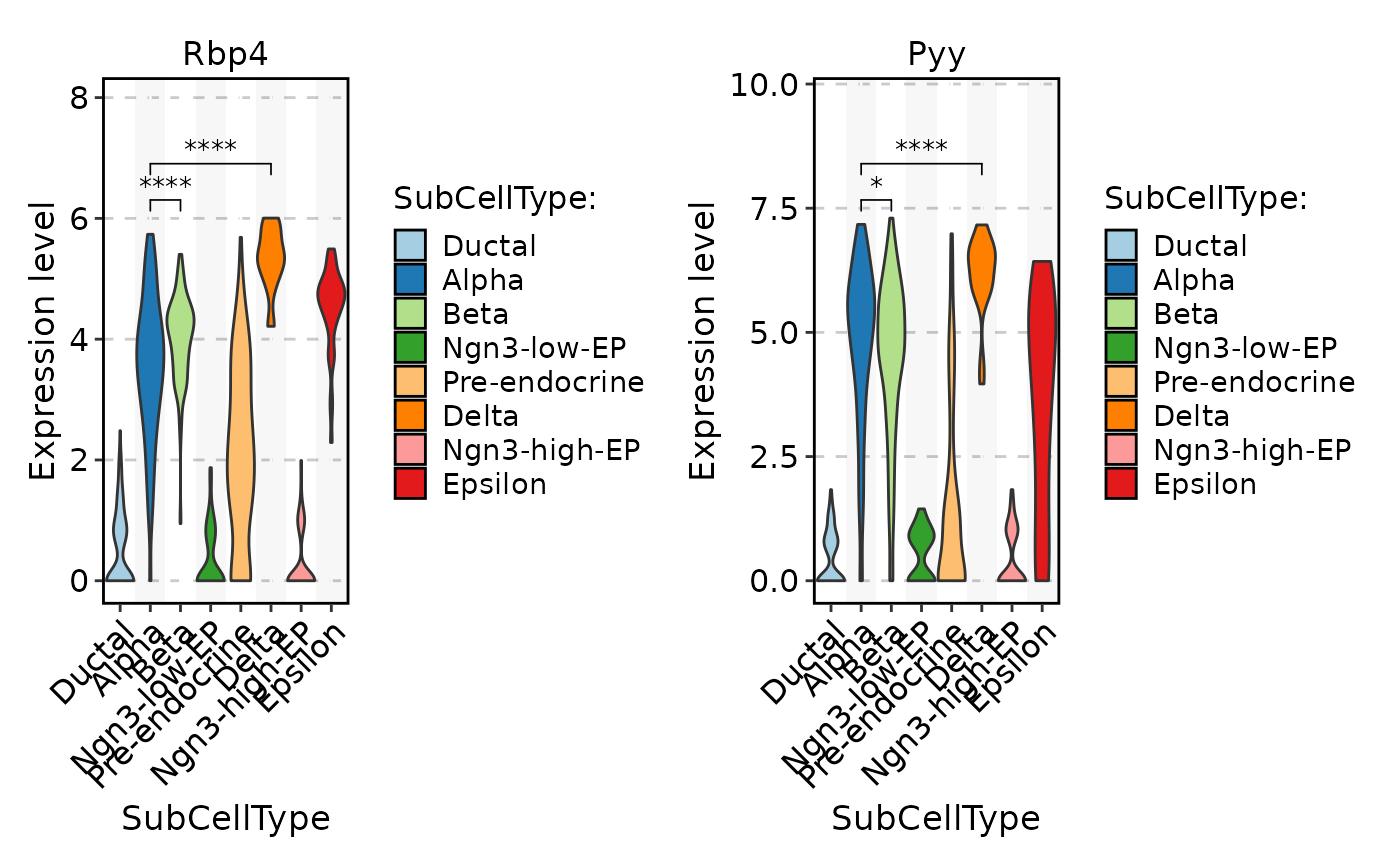 Rbp4
Expression level
8
6
4
2
0
****
****
Ductal
Alpha
Beta
Ngn3-low-EP
Pre-endocrine
Delta
Ngn3-high-EP
Epsilon
SubCellType
SubCellType:
Ductal
Alpha
Beta
Ngn3-low-EP
Pre-endocrine
Delta
Ngn3-high-EP
Epsilon
Pyy
Expression level
10.0
7.5
5.0
2.5
0.0
****
*
Ductal
Alpha
Beta
Ngn3-low-EP
Pre-endocrine
Delta
Ngn3-high-EP
Epsilon
SubCellType
SubCellType:
Ductal
Alpha
Beta
Ngn3-low-EP
Pre-endocrine
Delta
Ngn3-high-EP
Epsilon